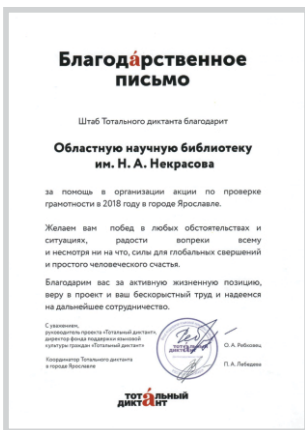 Благода́рственное
письмо
Штаб Тотального диктанта благодарит
Областную научную библиотеку
им. Н. А. Некрасова
за помощь в организации акции по проверке
грамотности в 2018 году в городе Ярославле.
Желаем вам побед в любых обстоятельствах и
ситуациях, радости вопреки всему
и несмотря ни на что, силы для глобальных свершений
и простого человеческого счастья.
Благодарим вас за активную жизненную позицию,
веру в проект и ваш бескорыстный труд и надеемся
на дальнейшее сотрудничество.
С уважением,
руководитель проекта «Тотальный диктант»,
директор фонда поддержки языковой
культуры граждан «Тотальный диктант»
О. А. Ребковец
Координатор Тотального диктанта
в городе Ярославле
П. А. Лебедева
ТОТАЛЬНЫЙ
ДИКТАНТ
тота́льный
диктант